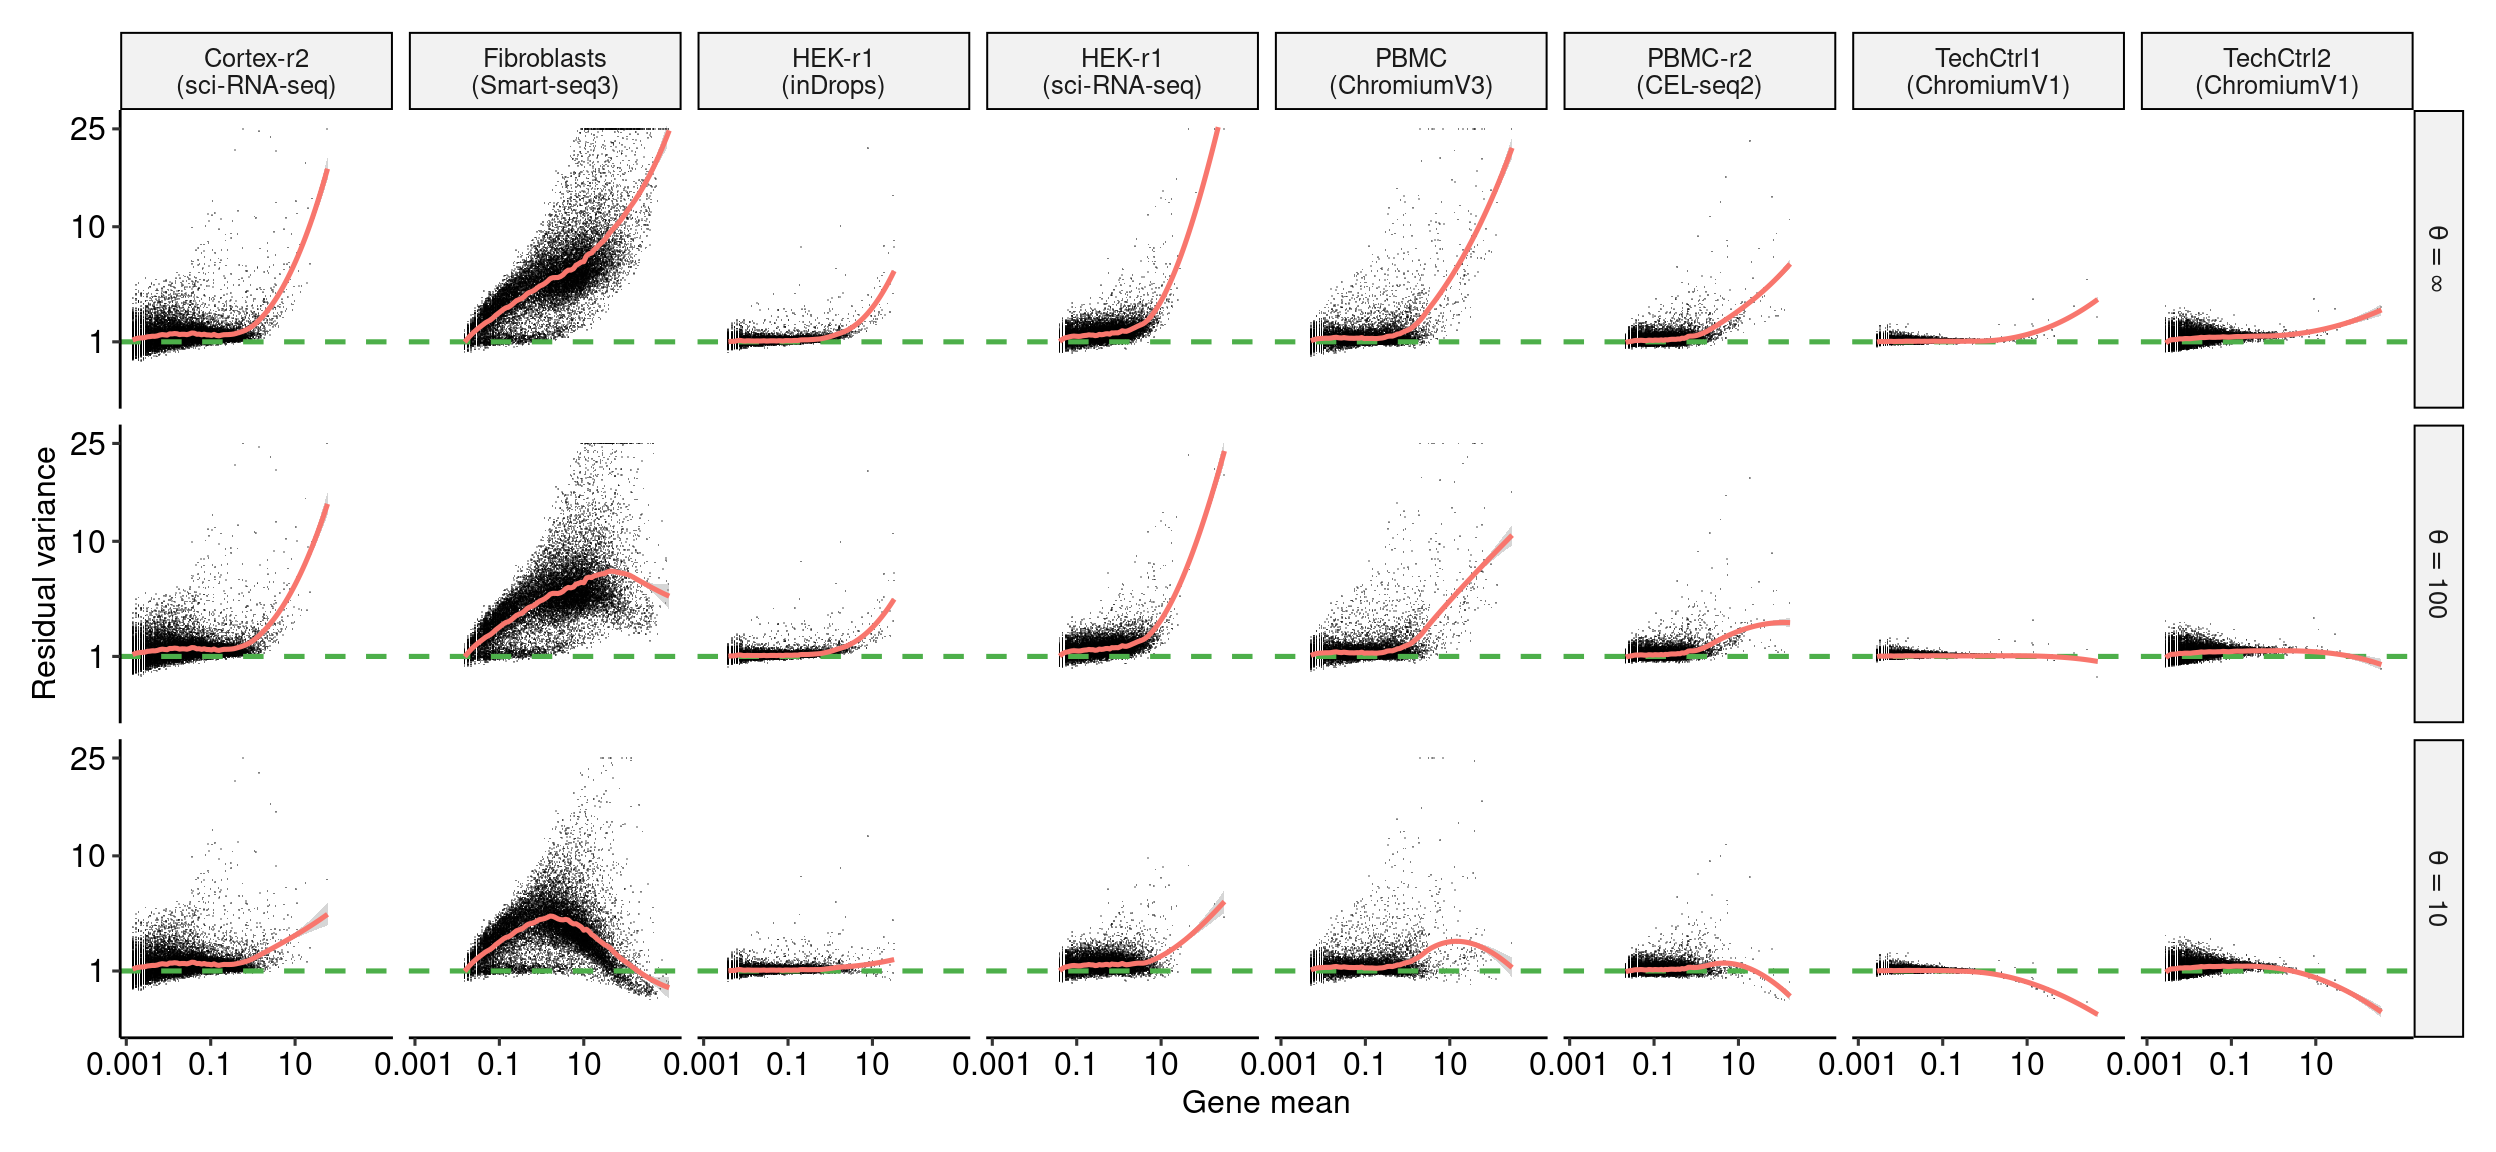 Cortex-r2
(sci-RNA-seq)
Fibroblasts
(Smart-seq3)
HEK-r1
(inDrops)
HEK-r1
(sci-RNA-seq)
PBMC
(ChromiumV3)
PBMC-r2
(CEL-seq2)
TechCtrl1
(ChromiumV1)
TechCtrl2
(ChromiumV1)
25
10
1
θ = ∞
Residual variance
25
10
1
θ = 100
25
10
1
θ = 10
0.001 0.1 10 0.001 0.1 10 0.001 0.1 10 0.001 0.1 10 0.001 0.1 10 0.001 0.1 10 0.001 0.1 10 0.001 0.1 10
Gene mean